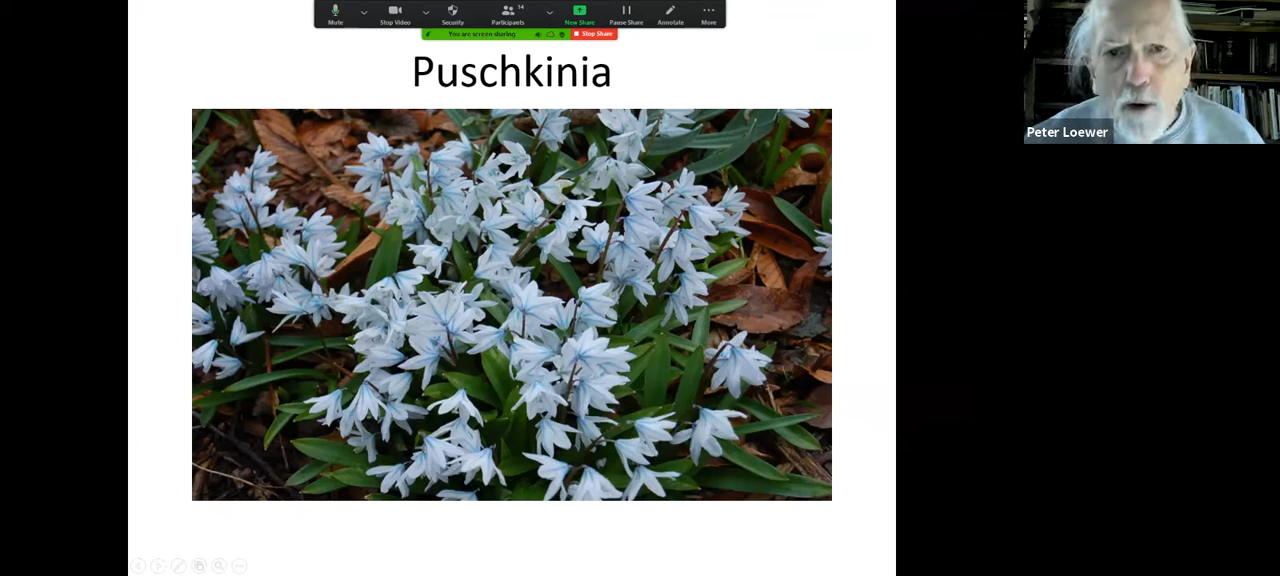 14
Mute
Stop Video
Security
Participants
New Share
Pause Share
Annotate
More
You are screen sharing
Stop Share
Puschkinia
Peter Loewer